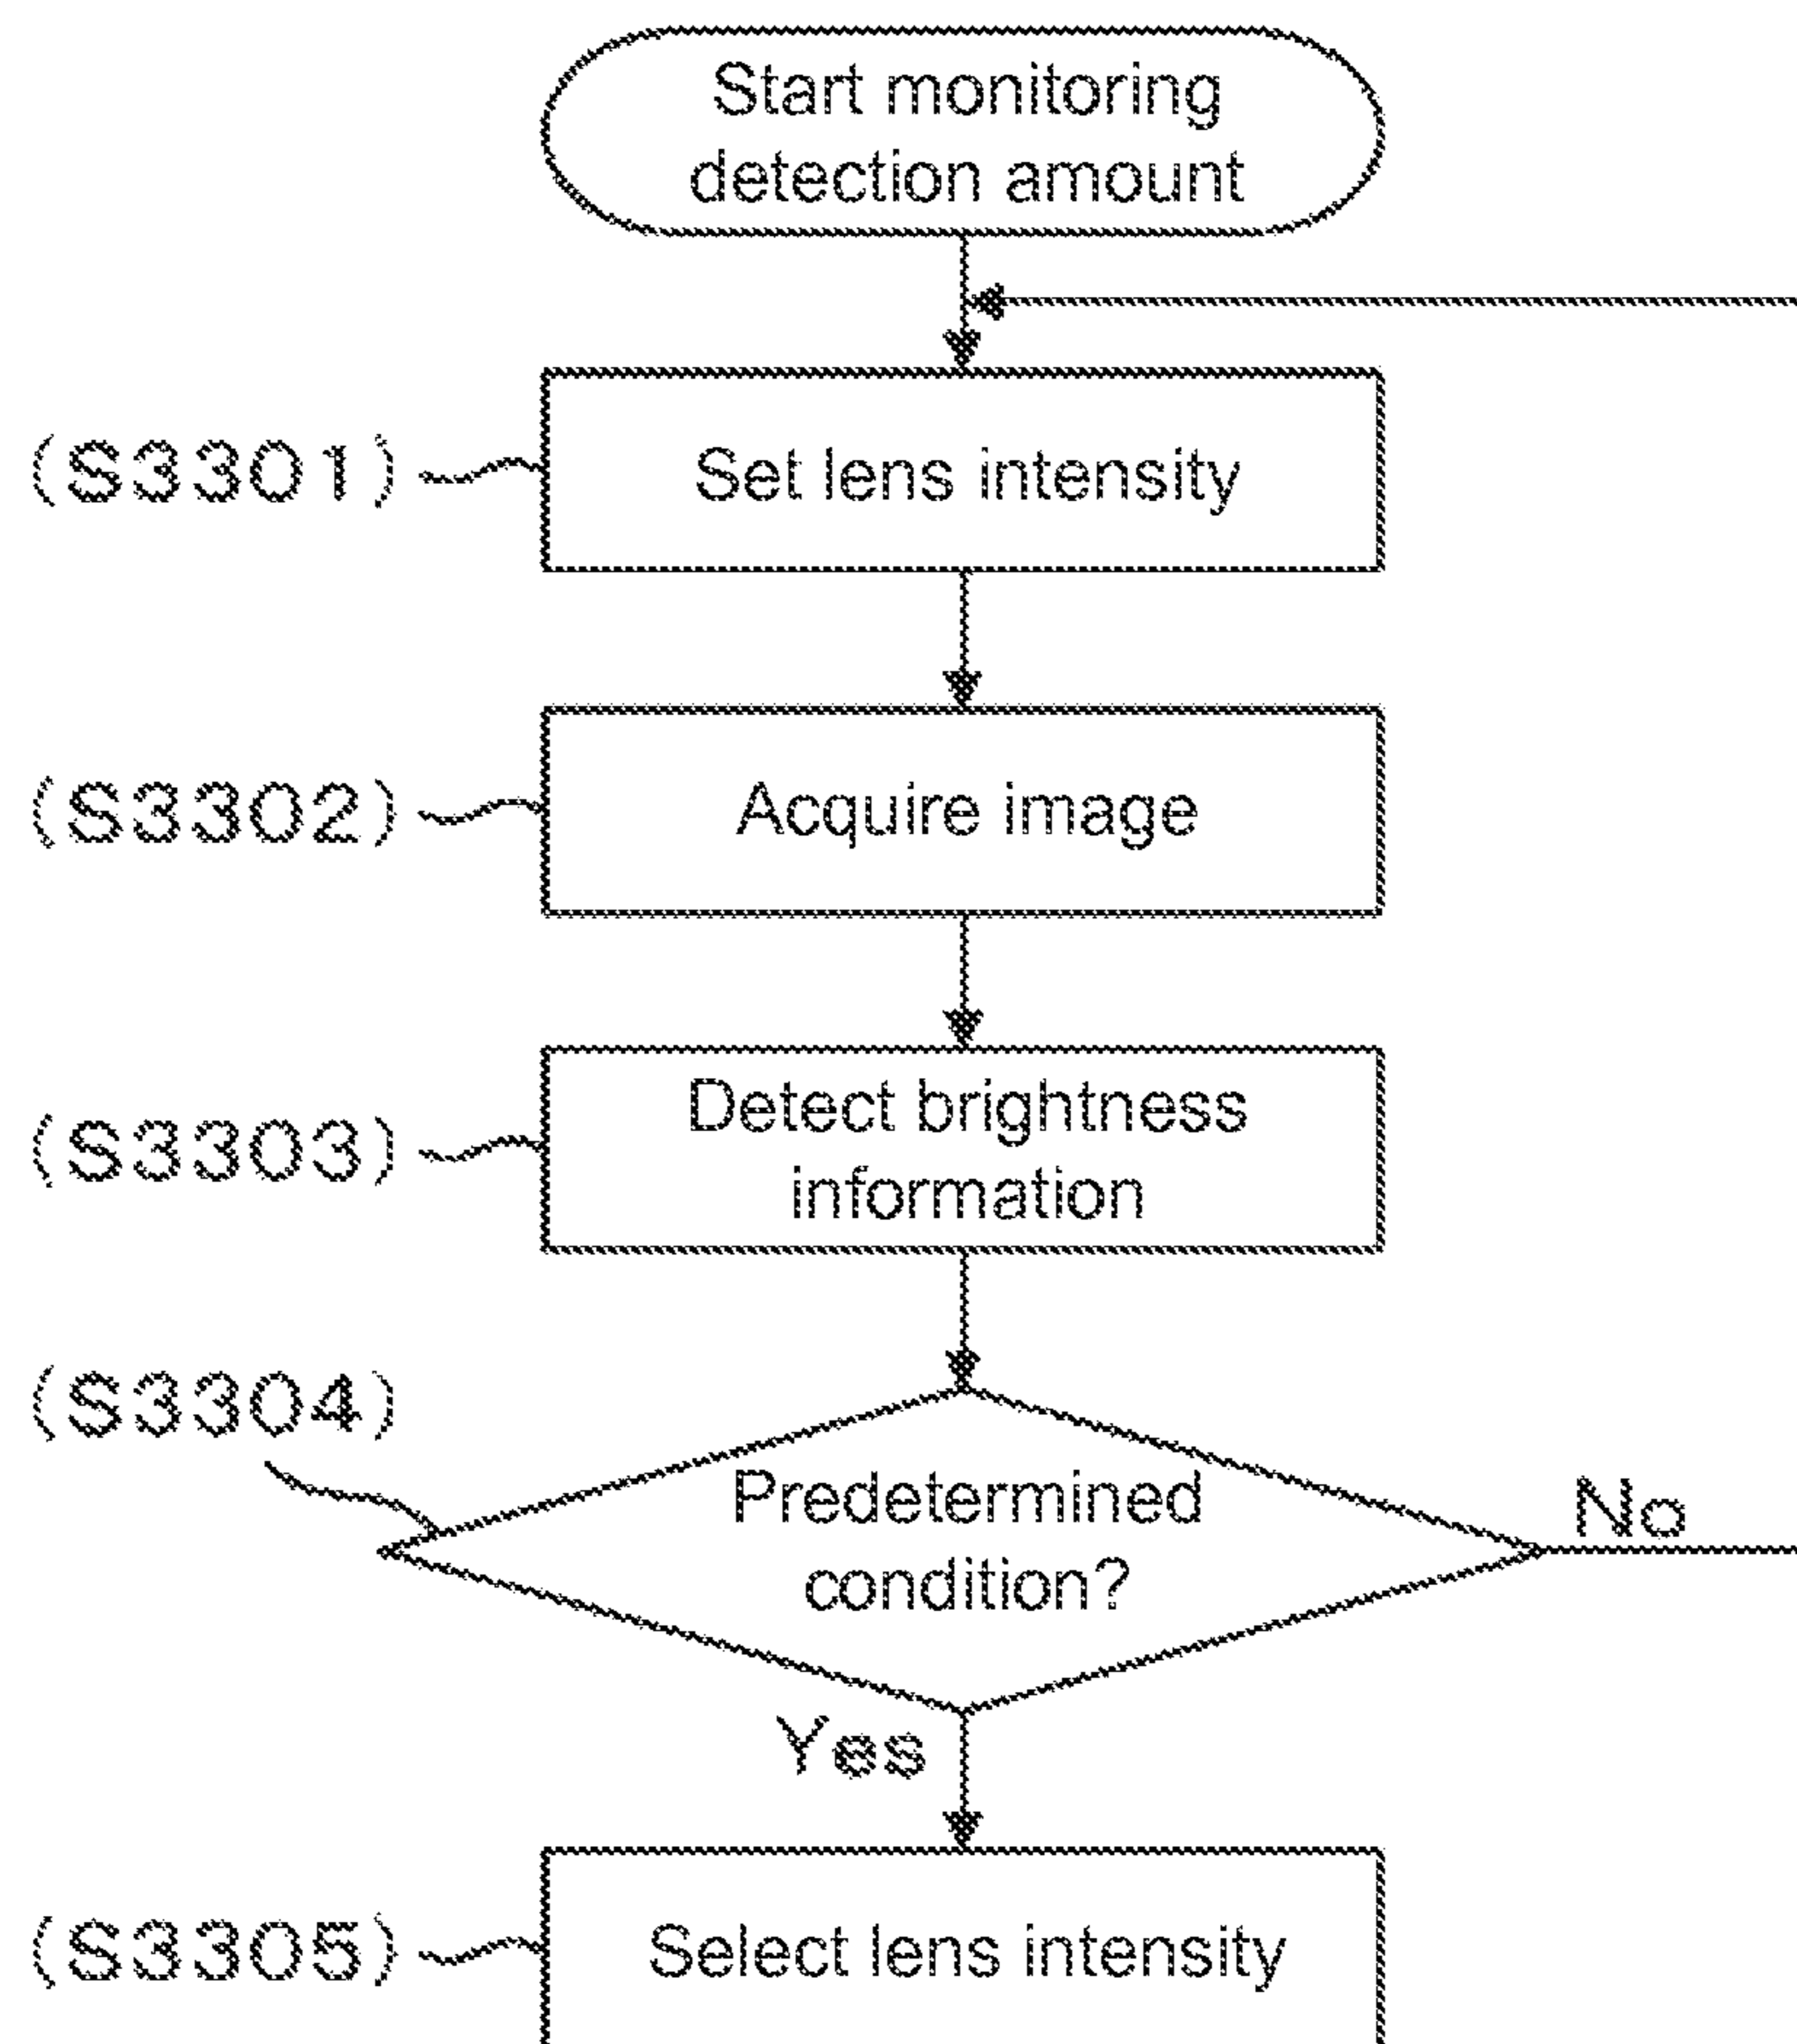 Start monitoring
detection amount
(S3301)
Set lens intensity
(S3302)
Acquire image
(S3303)
Detect brightness
information
(S3304)
Predetermined
condition?
No
Yes
(S3305)
Select lens intensity